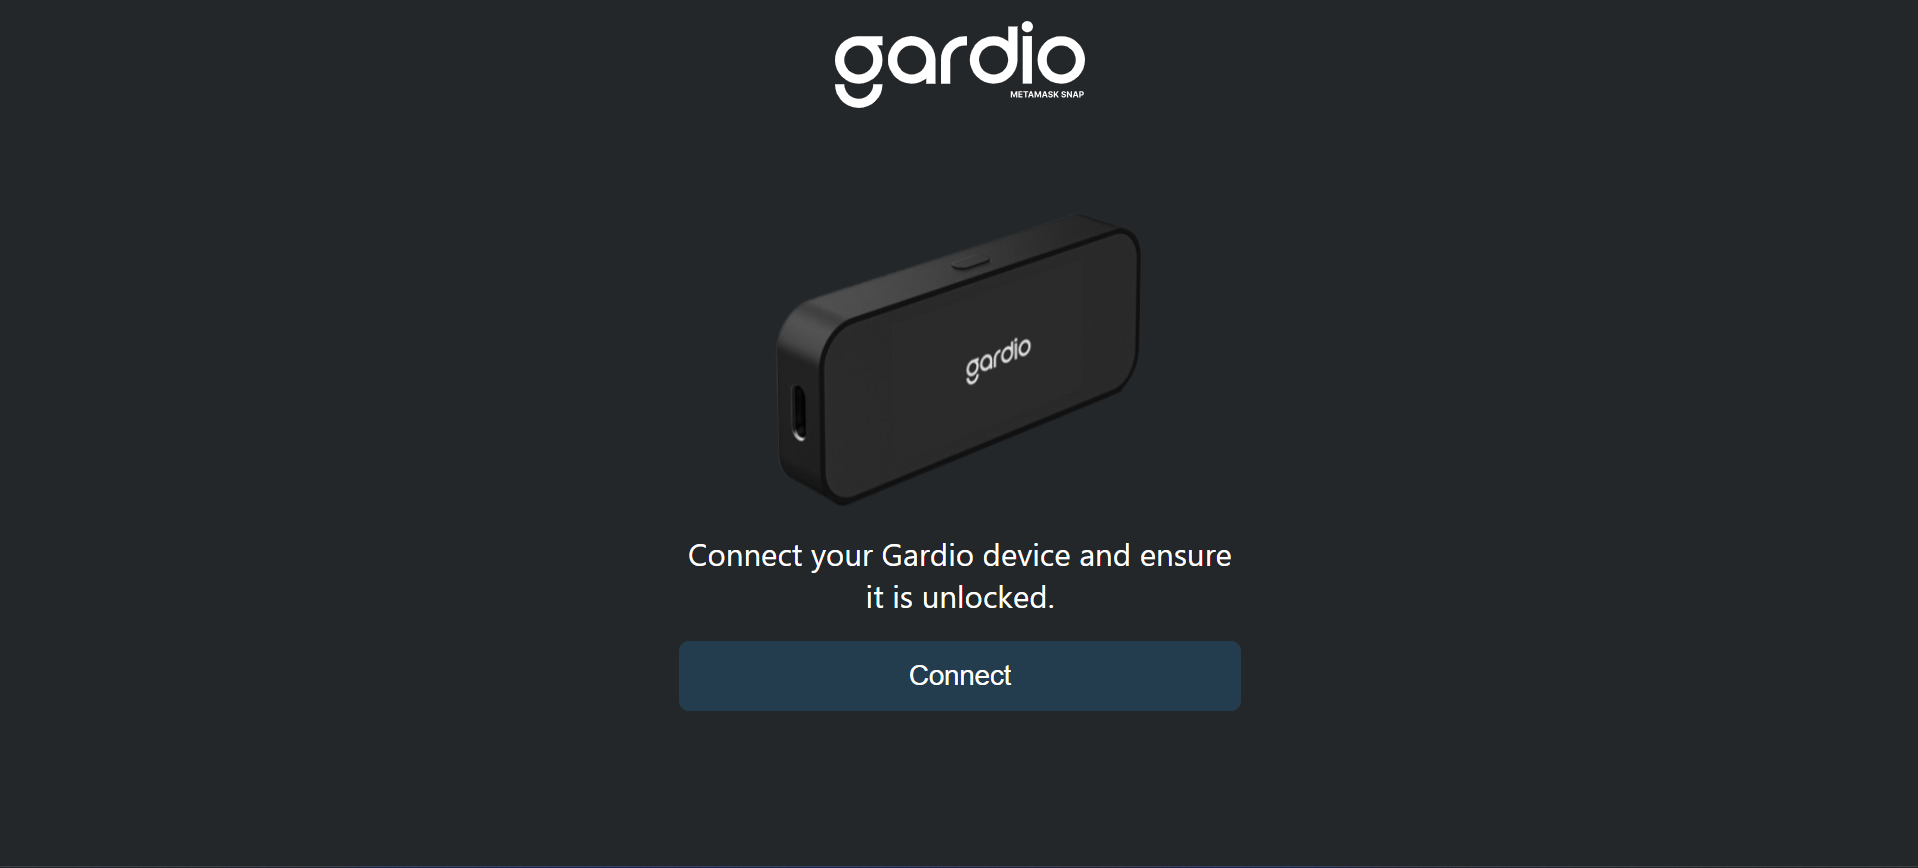 gardio
METAMASK SNAP
gardio
Connect your Gardio device and ensure
it is unlocked.
Connect